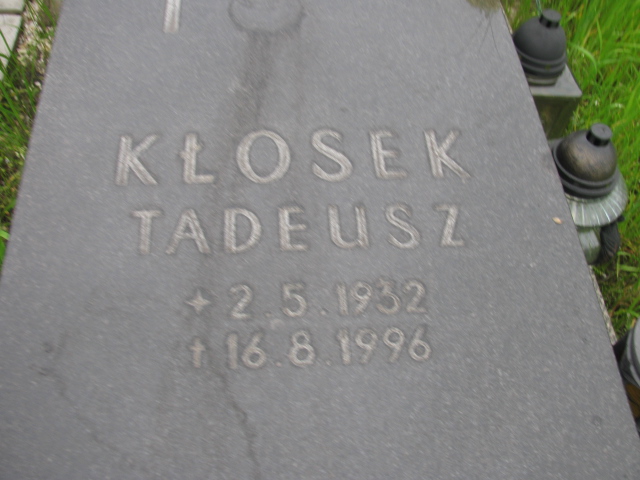 KŁOSEK
TADEUSZ
+ 2.5.1932
† 16.8.1996